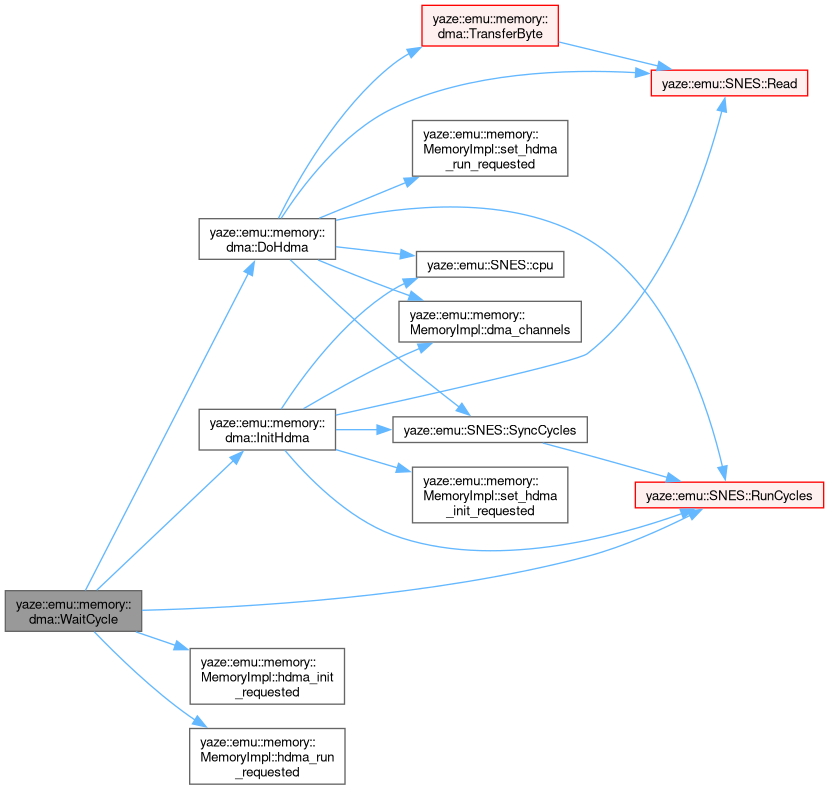 yaze::emu::memory::
dma::TransferByte
yaze::emu::SNES::Read
yaze::emu::memory::
MemoryImpl::set_hdma
_run_requested
yaze::emu::memory::
dma::DoHdma
yaze::emu::SNES::cpu
yaze::emu::memory::
MemoryImpl::dma_channels
yaze::emu::memory::
dma::InitHdma
yaze::emu::SNES::SyncCycles
yaze::emu::memory::
MemoryImpl::set_hdma
_init_requested
yaze::emu::SNES::RunCycles
yaze::emu::memory::
dma::WaitCycle
yaze::emu::memory::
MemoryImpl::hdma_init
_requested
yaze::emu::memory::
MemoryImpl::hdma_run
_requested